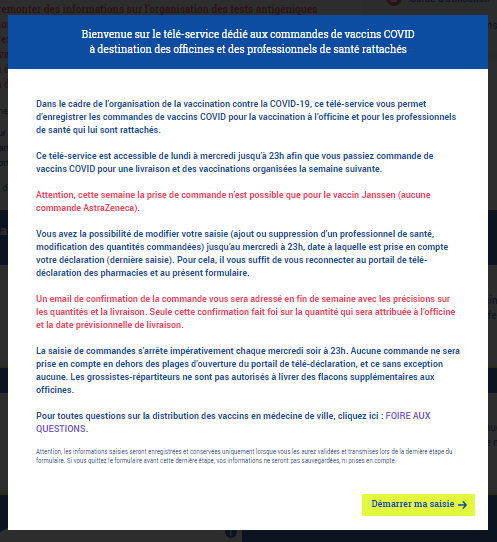 remonter des informations sur l'organisation des tests antigéniques
Bienvenue sur le télé-service dédié aux commandes de vaccins COVID
à destination des officines et des professionnels de santé rattachés
Dans le cadre de l'organisation de la vaccination contre la COVID-19, ce télé-service vous permet
d'enregistrer les commandes de vaccins COVID pour la vaccination à l'officine et pour les professionnels
de santé qui lui sont rattachés.
Ce télé-service est accessible de lundi à mercredi jusqu'à 23h afin que vous passiez commande de
vaccins COVID pour une livraison et des vaccinations organisées la semaine suivante.
Attention, cette semaine la prise de commande n'est possible que pour le vaccin Janssen (aucune
commande AstraZeneca).
Vous avez la possibilité de modifier votre saisie (ajout ou suppression d'un professionnel de santé,
modification des quantités commandées) jusqu'au mercredi à 23h, date à laquelle est prise en compte
votre déclaration (dernière saisie). Pour cela, il vous suffit de vous reconnecter au portail de télé-
déclaration des pharmacies et au présent formulaire.
Un email de confirmation de la commande vous sera adressé en fin de semaine avec les précisions sur
les quantités et la livraison. Seule cette confirmation fait foi sur la quantité qui sera attribuée à l'officine
et la date prévisionnelle de livraison.
La saisie de commandes s'arrête impérativement chaque mercredi soir à 23h. Aucune commande ne sera
prise en compte en dehors des plages d'ouverture du portail de télé-déclaration, et ce sans exception
aucune. Les grossistes-répartiteurs ne sont pas autorisés à livrer des flacons supplémentaires aux
officines.
Pour toutes questions sur la distribution des vaccins en médecine de ville, cliquez ici : FOIRE AUX
QUESTIONS.
Attention, les informations saisies seront enregistrées et conservées uniquement lorsque vous les aurez validées et transmises lors de la dernière étape du
formulaire. Si vous quittez le formulaire avant cette dernière étape, vos informations ne seront pas sauvegardées, ni prises en compte.
Démarrer ma saisie